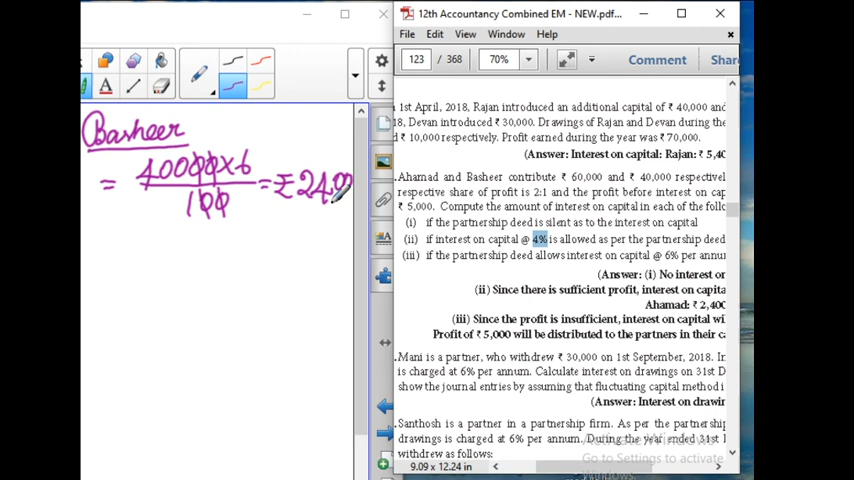 12th Accountancy Combined EM - NEW.pdf...
File Edit View Window Help
123 / 368 70% Comment Share
1st April, 2018, Rajan introduced an additional capital of ₹ 40,000 and
18, Devan introduced ₹ 30,000. Drawings of Rajan and Devan during the
d ₹ 10,000 respectively. Profit earned during the year was ₹ 70,000.
(Answer: Interest on capital: Rajan: ₹ 5,40
Ahamad and Basheer contribute ₹ 60,000 and ₹ 40,000 respectivel
respective share of profit is 2:1 and the profit before interest on cap
₹ 5,000. Compute the amount of interest on capital in each of the follo
(i) if the partnership deed is silent as to the interest on capital
(ii) if interest on capital @ 4% is allowed as per the partnership deed
(iii) if the partnership deed allows interest on capital @ 6% per annum
(Answer: (i) No interest on
(ii) Since there is sufficient profit, interest on capita
Ahamad: ₹ 2,400
(iii) Since the profit is insufficient, interest on capital wi
Profit of ₹ 5,000 will be distributed to the partners in their ca
Mani is a partner, who withdrew ₹ 30,000 on 1st September, 2018. In
is charged at 6% per annum. Calculate interest on drawings on 31st D
show the journal entries by assuming that fluctuating capital method i
(Answer: Interest on drawin
Santhosh is a partner in a partnership firm. As per the partnership
drawings is charged at 6% per annum. During the year ended 31st
withdrew as follows:
Activate Windows
Go to Settings to activate
Windows.
9.09 x 12.24 in
Basheer
= 40000x6
100
= ₹ 24,00